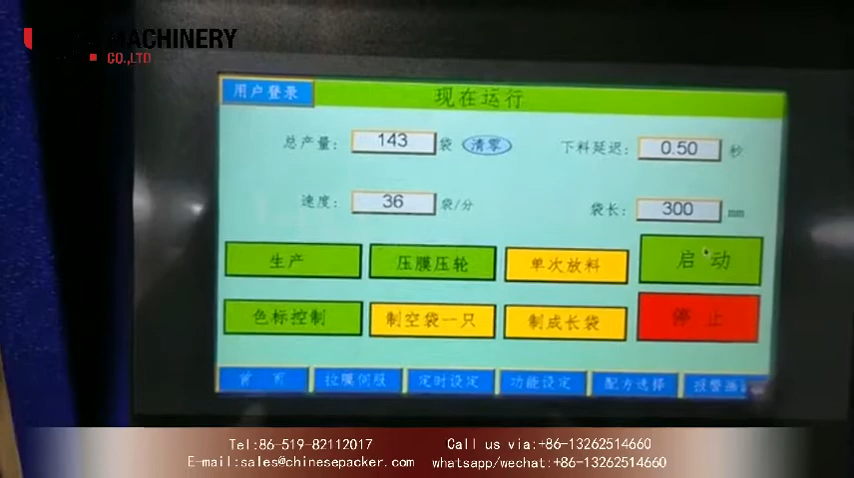 MACHINERY
CO.,LTD
用户登录
现在运行
总产量: 143 袋 清零
下料延迟: 0.50 秒
速度: 36 袋/分
袋长: 300 mm
生产 压膜压轮 单次放料 启动
色标控制 制空袋一只 制成长袋 停止
首页 拉膜伺服 定时设定 功能设定 配方选择 报警
Tel:86-519-82112017
Call us via:+86-13262514660
E-mail:sales@chinesepacker.com
whatsapp/wechat:+86-13262514660